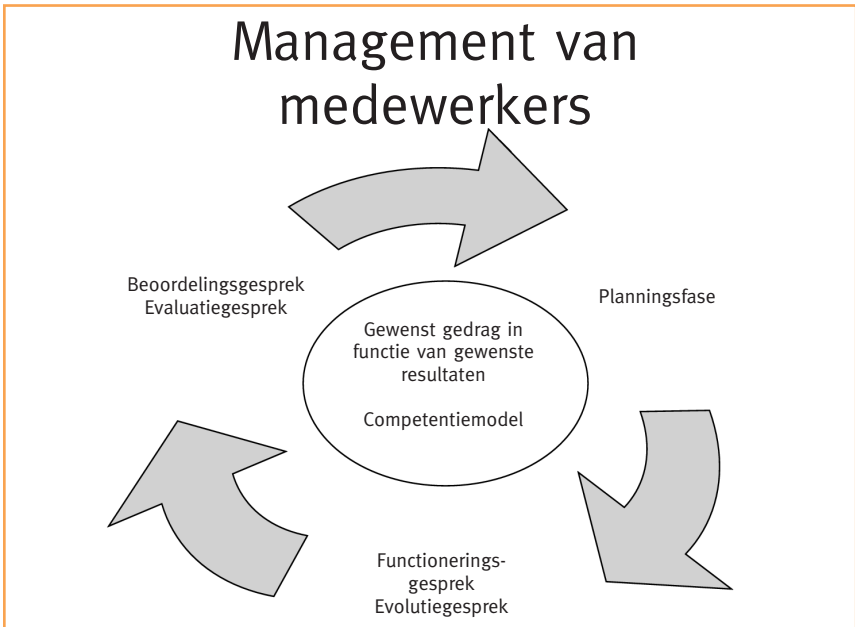 Management van
medewerkers
Beoordelingsgesprek
Evaluatiegesprek
Planningsfase
Gewenst gedrag in
functie van gewenste
resultaten
Competentiemodel
Functionerings-
gesprek
Evolutiegesprek